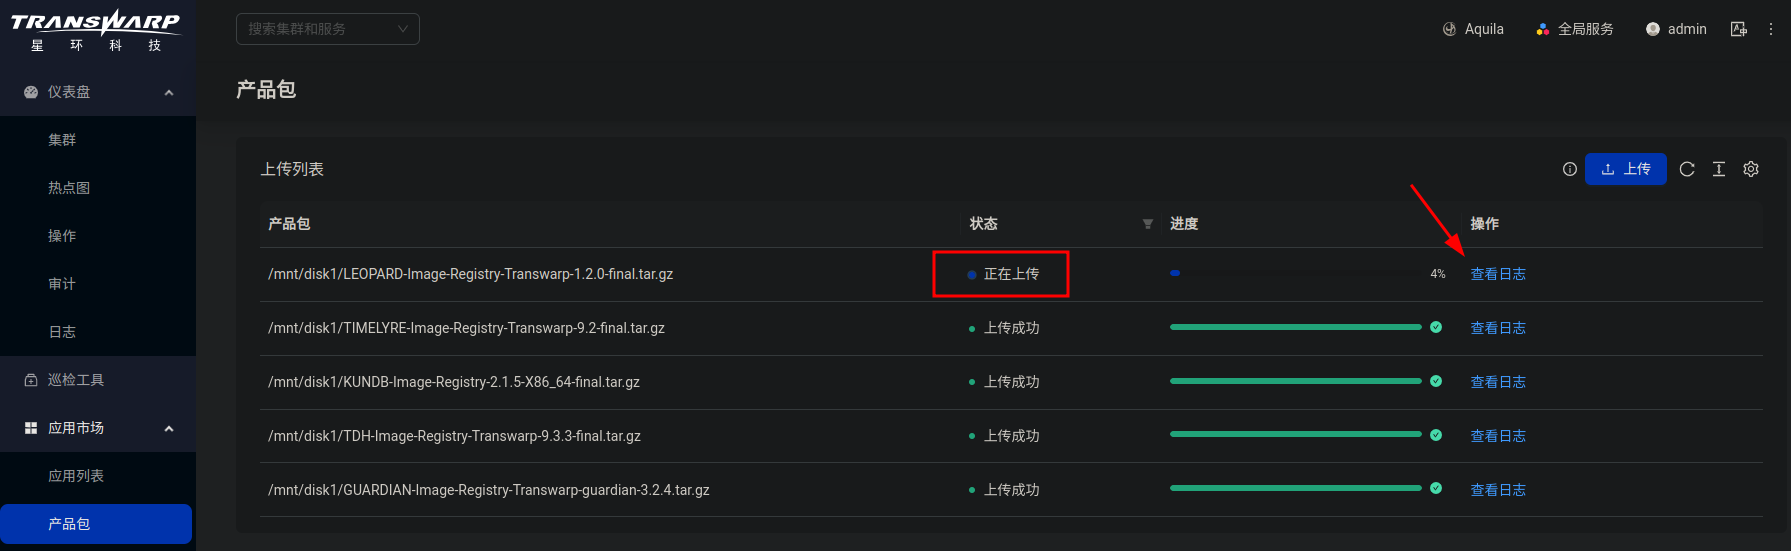 TRANSWARP
星 环 科 技
搜索集群和服务
Aquila 全局服务 admin
仪表盘
集群
热点图
操作
审计
日志
巡检工具
应用市场
应用列表
产品包
产品包
上传列表
上传
产品包 状态 进度 操作
/mnt/disk1/LEOPARD-Image-Registry-Transwarp-1.2.0-final.tar.gz 正在上传 4% 查看日志
/mnt/disk1/TIMELYRE-Image-Registry-Transwarp-9.2-final.tar.gz 上传成功 查看日志
/mnt/disk1/KUNDB-Image-Registry-2.1.5-X86_64-final.tar.gz 上传成功 查看日志
/mnt/disk1/TDH-Image-Registry-Transwarp-9.3.3-final.tar.gz 上传成功 查看日志
/mnt/disk1/GUARDIAN-Image-Registry-Transwarp-guardian-3.2.4.tar.gz 上传成功 查看日志